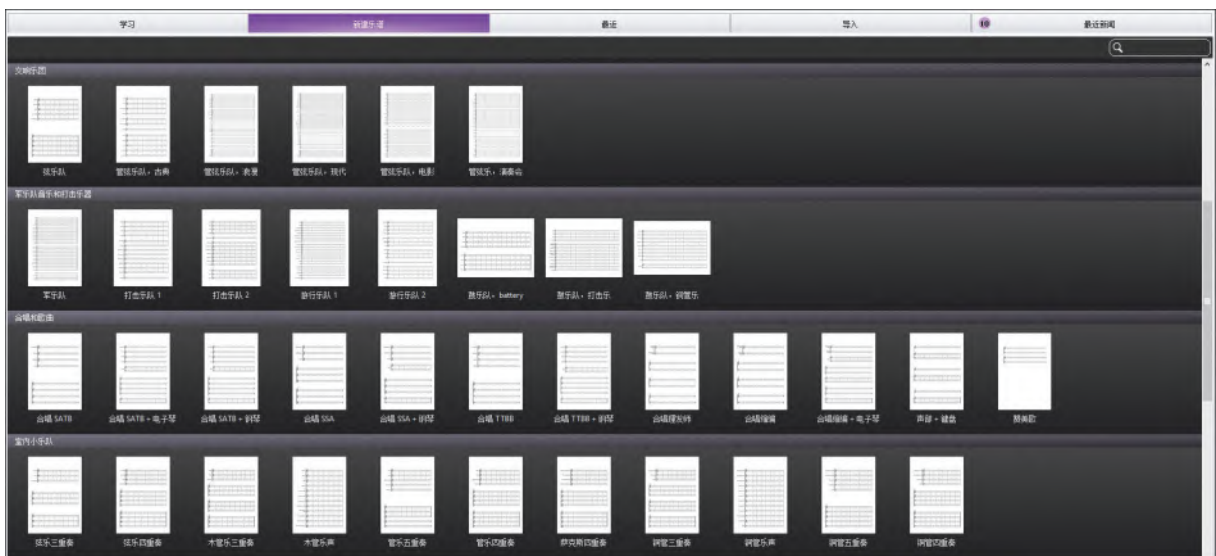 学习 新建乐谱 最近 导入 10 最近新闻
交响乐团
弦乐队 管弦乐队，古典 管弦乐队，浪漫 管弦乐队，现代 管弦乐队，电影 管弦乐，演奏会
军乐队音乐和打击乐器
军乐队 打击乐队 1 打击乐队 2 游行乐队 1 游行乐队 2 鼓乐队，battery 鼓乐队，打击乐 鼓乐队，铜管乐
合唱和歌曲
合唱 SATB 合唱 SATB + 电子琴 合唱 SATB + 钢琴 合唱 SSA 合唱 SSA + 钢琴 合唱 TTBB 合唱 TTBB + 钢琴 合唱理发师 合唱缩编 合唱缩编 + 电子琴 声部 + 键盘 赞美歌
室内小乐队
弦乐三重奏 弦乐四重奏 木管乐三重奏 木管乐声 管乐五重奏 管乐四重奏 萨克斯四重奏 铜管三重奏 铜管乐声 铜管五重奏 铜管四重奏